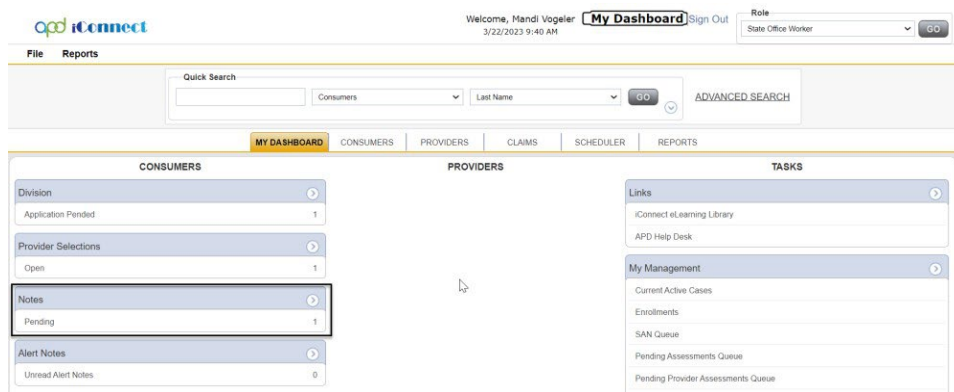 apd iConnect
Welcome, Mandi Vogeler My Dashboard Sign Out
3/22/2023 9:40 AM
Role
State Office Worker GO
File Reports
Quick Search
Consumers Last Name GO ADVANCED SEARCH
MY DASHBOARD CONSUMERS PROVIDERS CLAIMS SCHEDULER REPORTS
CONSUMERS PROVIDERS TASKS
Division
Application Pended 1
Provider Selections
Open 1
Notes
Pending 1
Alert Notes
Unread Alert Notes 0
Links
iConnect eLearning Library
APD Help Desk
My Management
Current Active Cases
Enrollments
SAN Queue
Pending Assessments Queue
Pending Provider Assessments Queue